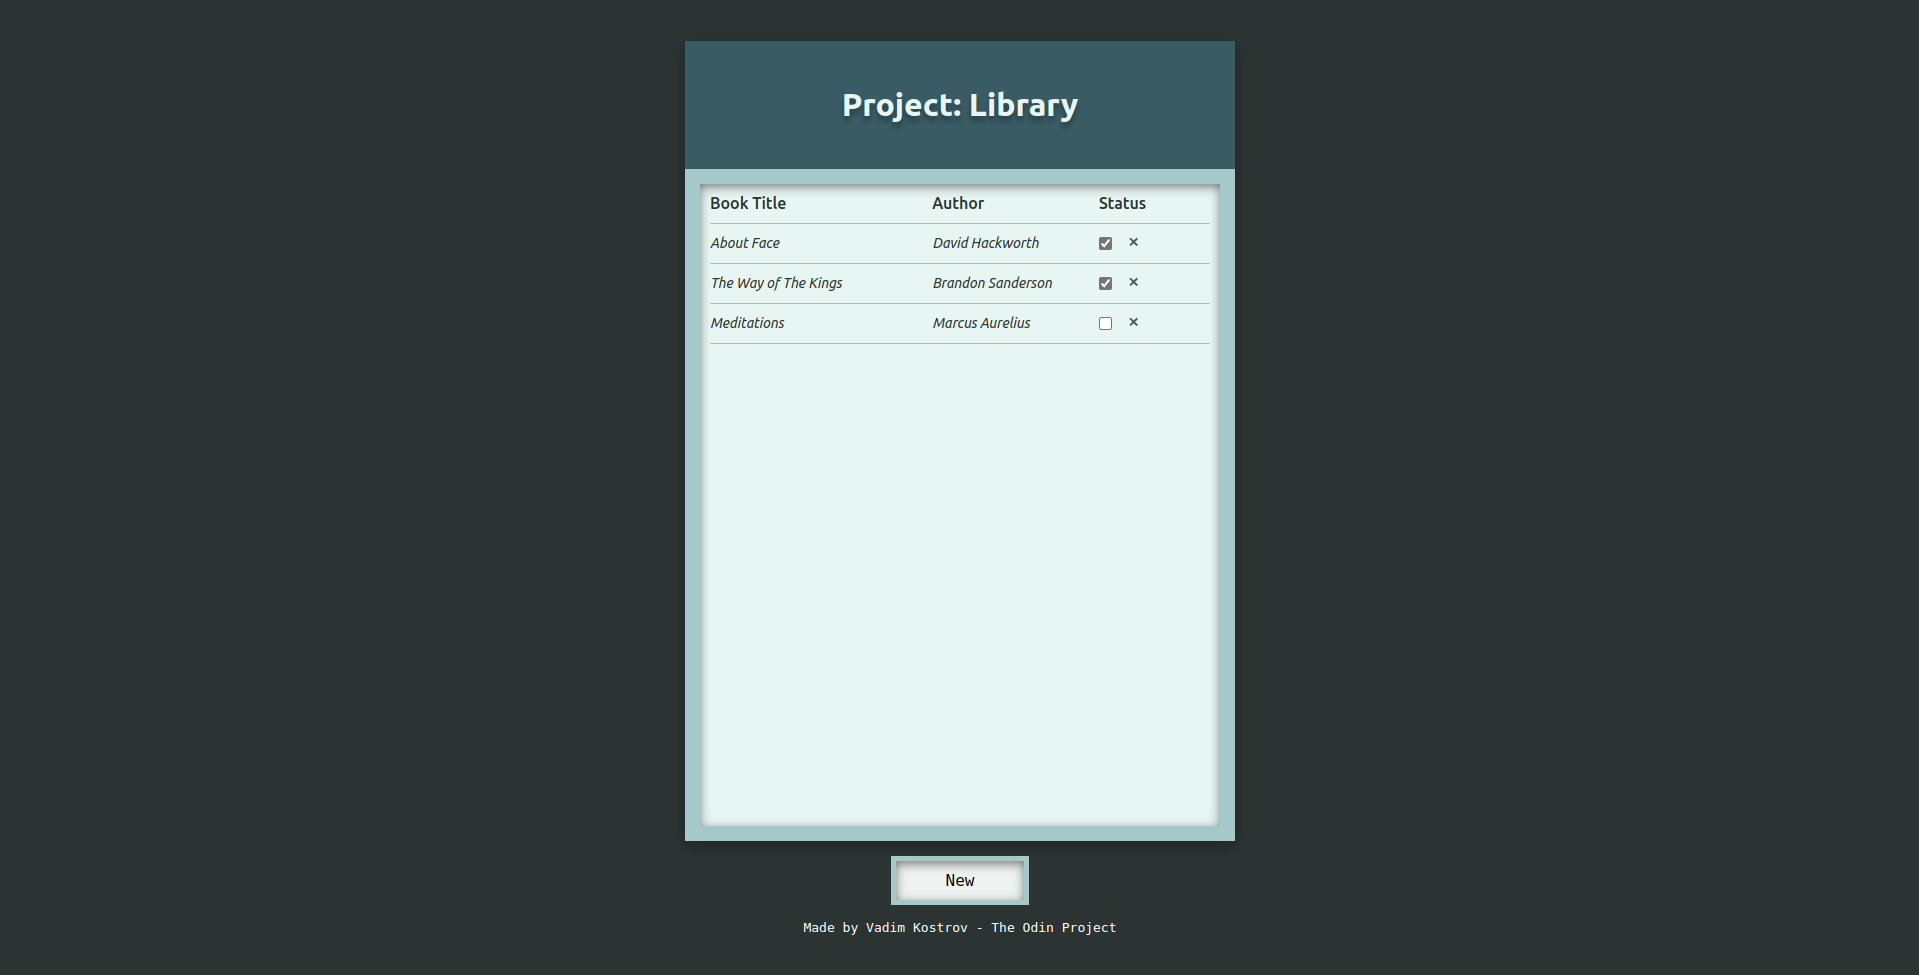 Project: Library
Book Title Author Status
About Face David Hackworth ✕
The Way of The Kings Brandon Sanderson ✕
Meditations Marcus Aurelius ✕
New
Made by Vadim Kostrov - The Odin Project